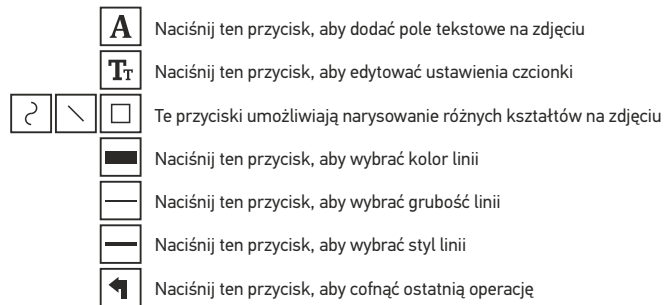 A Naciśnij ten przycisk, aby dodać pole tekstowe na zdjęciu
TT Naciśnij ten przycisk, aby edytować ustawienia czcionki
Te przyciski umożliwiają narysowanie różnych kształtów na zdjęciu
Naciśnij ten przycisk, aby wybrać kolor linii
Naciśnij ten przycisk, aby wybrać grubość linii
Naciśnij ten przycisk, aby wybrać styl linii
Naciśnij ten przycisk, aby cofnąć ostatnią operację